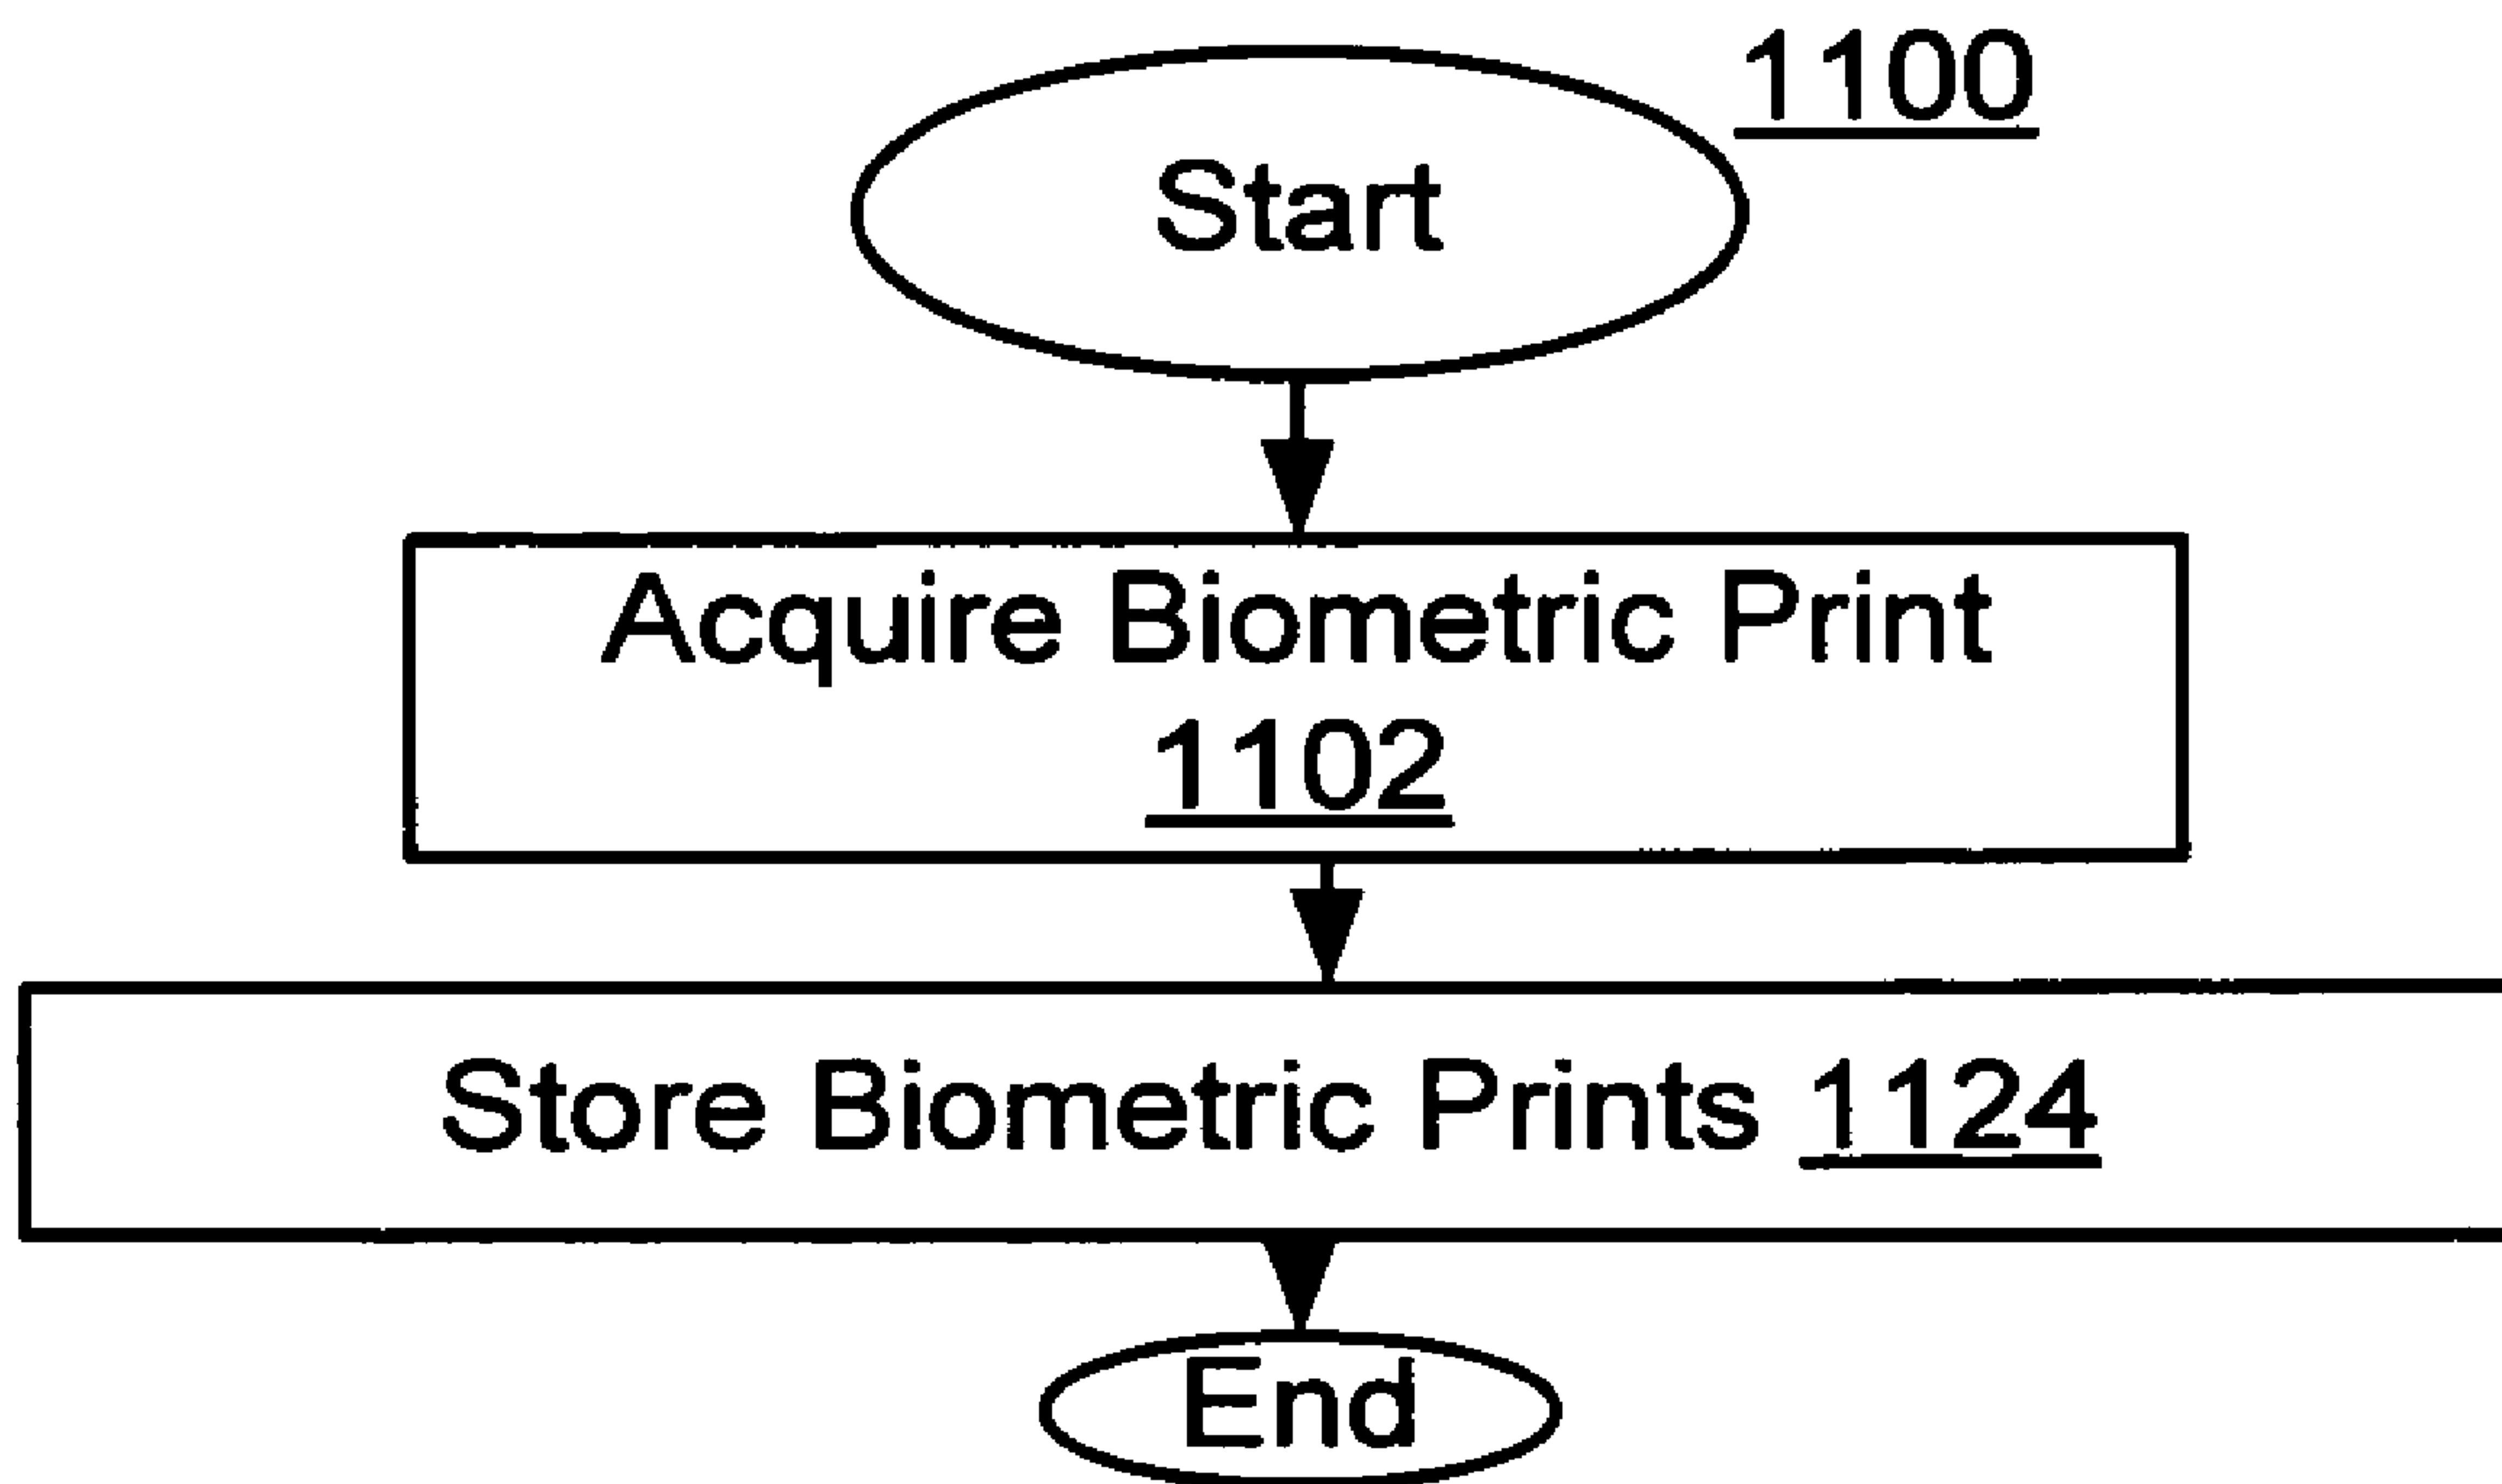 1100
Start
Acquire Biometric Print
1102
Store Biometric Prints 1124
End